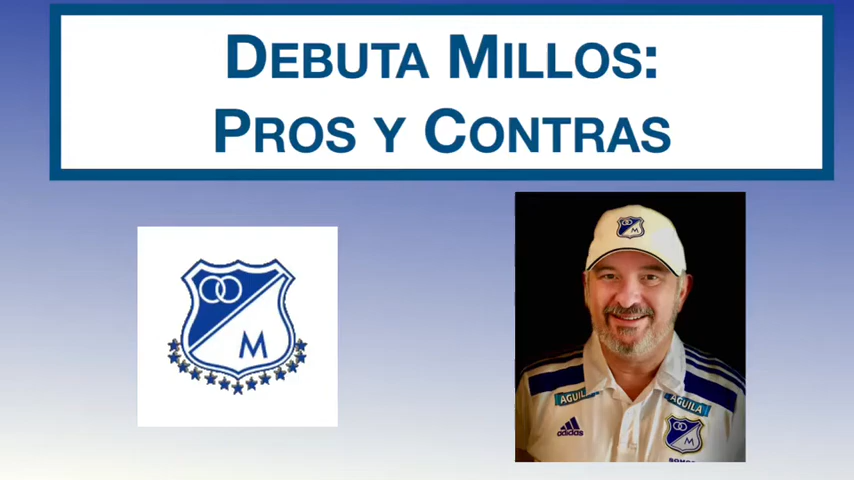 DEBUTA MILLOS:
PROS Y CONTRAS
M
M
AGUILA
AGUILA
adidas
M